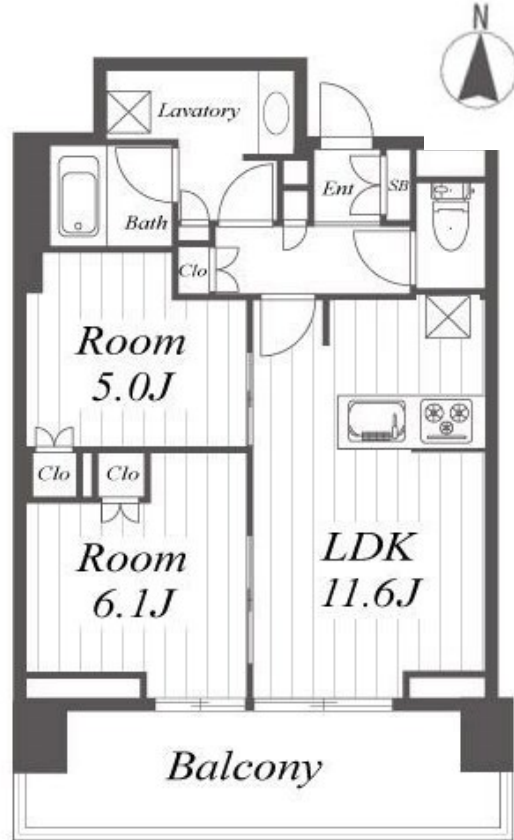 N
Lavatory
Ent
SB
Bath
Clo
Room
5.0J
Clo
Clo
Room
6.1J
LDK
11.6J
Balcony